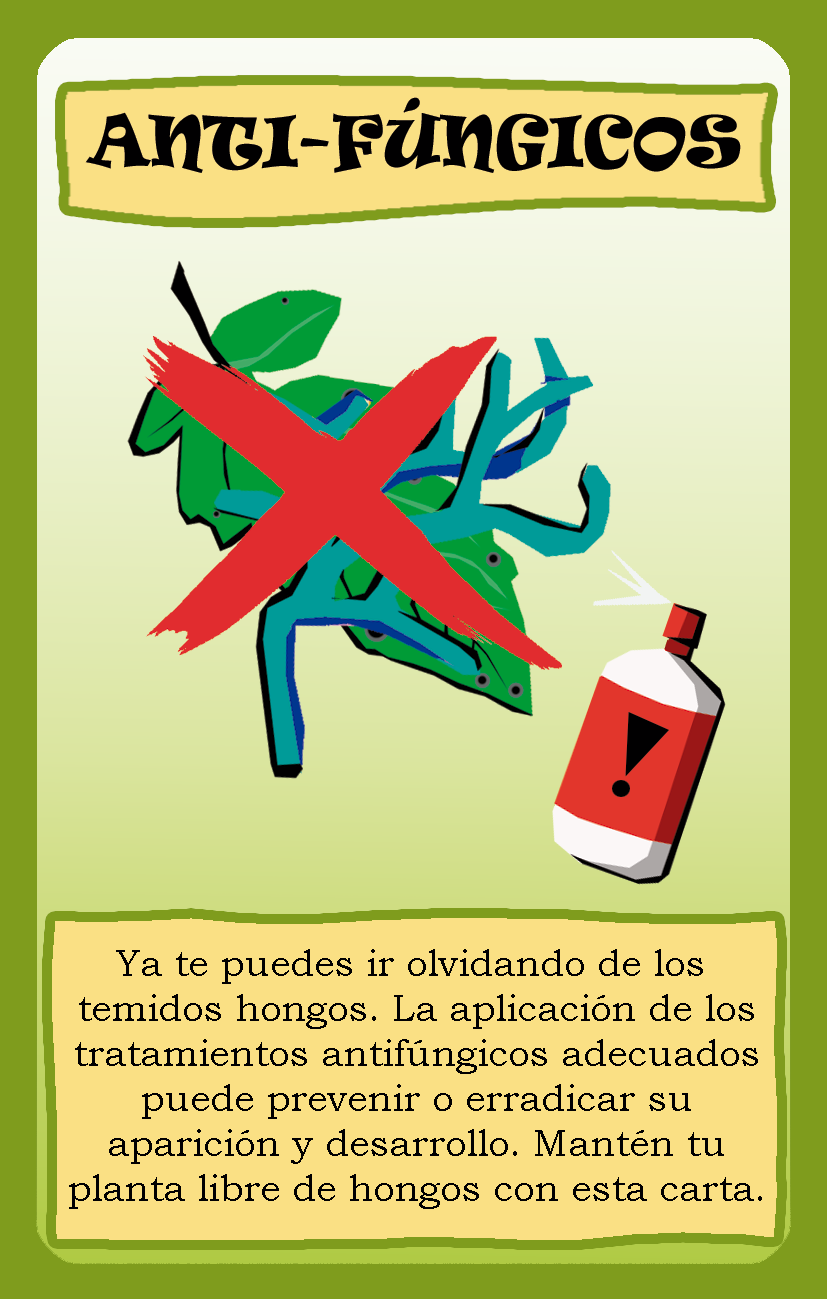 ANTI-FÚNGICOS
!
Ya te puedes ir olvidando de los
temidos hongos. La aplicación de los
tratamientos antifúngicos adecuados
puede prevenir o erradicar su
aparición y desarrollo. Mantén tu
planta libre de hongos con esta carta.